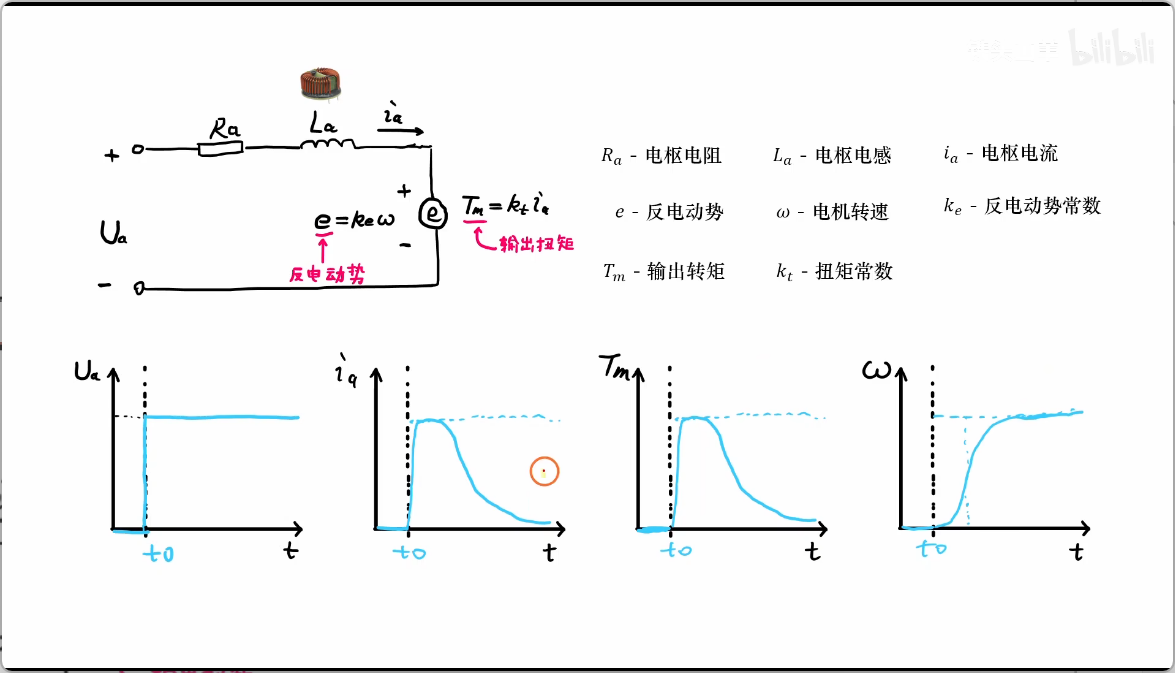 bilibili
Ra
La
ia
+
Ua
-
+
e
-
e=keω
反电动势
Tm=kt ia
输出扭矩
Ra - 电枢电阻 La - 电枢电感 ia - 电枢电流
e - 反电动势 ω - 电机转速 ke - 反电动势常数
Tm - 输出转矩 kt - 扭矩常数
Ua
t0
t
ia
t0
t
Tm
t0
t
ω
t0
t